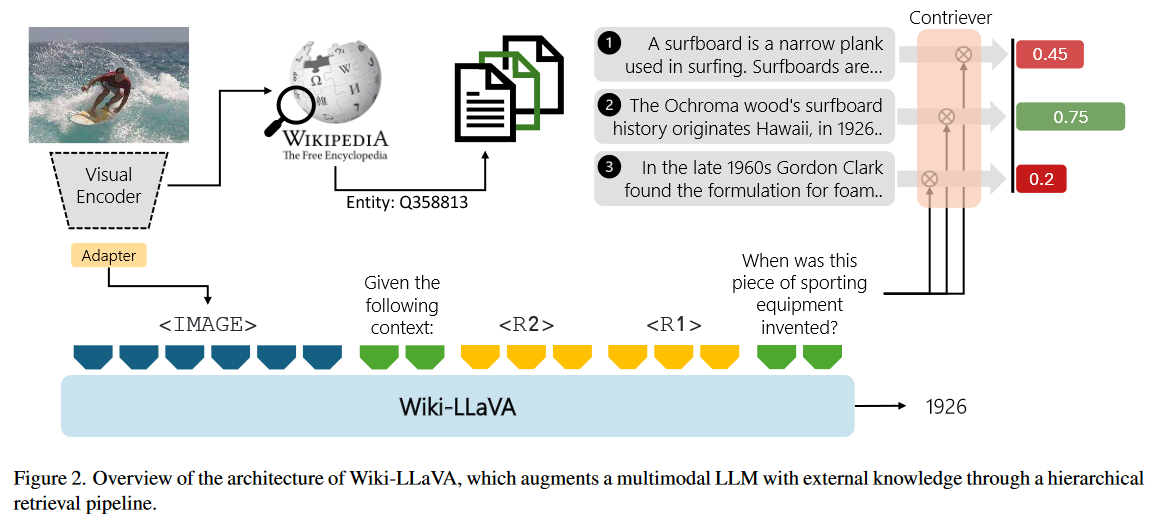 Contriever
1 A surfboard is a narrow plank
used in surfing. Surfboards are...
0.45
2 The Ochroma wood's surfboard
history originates Hawaii, in 1926..
0.75
3 In the late 1960s Gordon Clark
found the formulation for foam..
0.2
WIKIPEDIA
The Free Encyclopedia
Ω W И
Entity: Q358813
Visual
Encoder
Adapter
<IMAGE>
Given the
following
context:
<R2>
<R1>
When was this
piece of sporting
equipment
invented?
Wiki-LLaVA
1926
Figure 2. Overview of the architecture of Wiki-LLaVA, which augments a multimodal LLM with external knowledge through a hierarchical
retrieval pipeline.